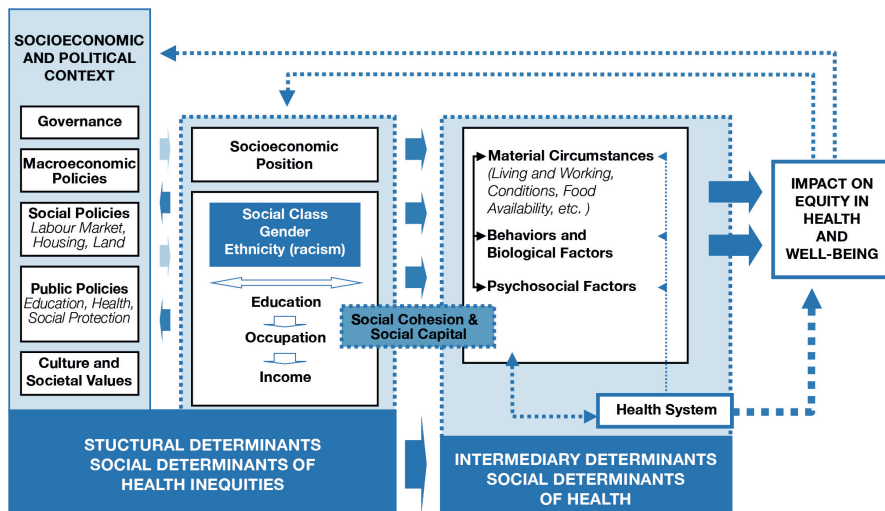 SOCIOECONOMIC
AND POLITICAL
CONTEXT
Governance
Macroeconomic
Policies
Social Policies
Labour Market,
Housing, Land
Public Policies
Education, Health,
Social Protection
Culture and
Societal Values
Socioeconomic
Position
Social Class
Gender
Ethnicity (racism)
Education
Occupation
Income
Social Cohesion &
Social Capital
Material Circumstances
(Living and Working,
Conditions, Food
Availability, etc. )
Behaviors and
Biological Factors
Psychosocial Factors
Health System
IMPACT ON
EQUITY IN
HEALTH
AND
WELL-BEING
STUCTURAL DETERMINANTS
SOCIAL DETERMINANTS OF
HEALTH INEQUITIES
INTERMEDIARY DETERMINANTS
SOCIAL DETERMINANTS
OF HEALTH